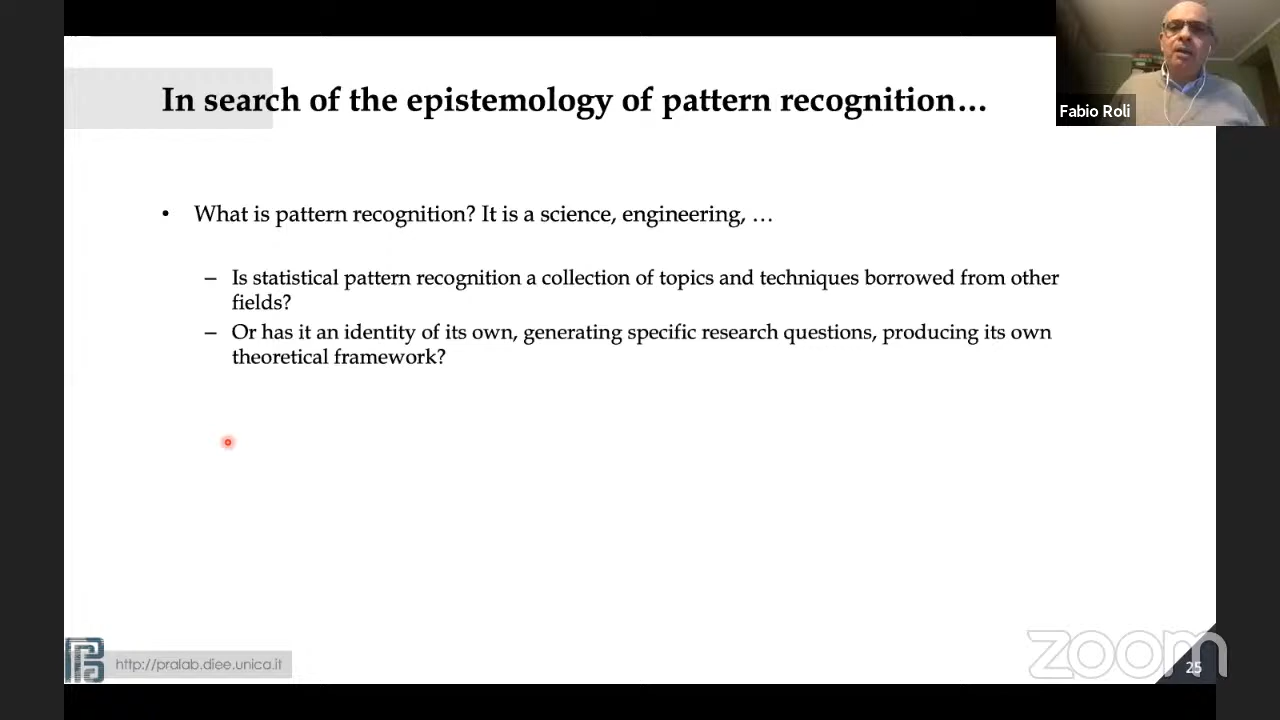 In search of the epistemology of pattern recognition…
Fabio Roli
• What is pattern recognition? It is a science, engineering, …
– Is statistical pattern recognition a collection of topics and techniques borrowed from other
fields?
– Or has it an identity of its own, generating specific research questions, producing its own
theoretical framework?
http://pralab.diee.unica.it
zoom
25